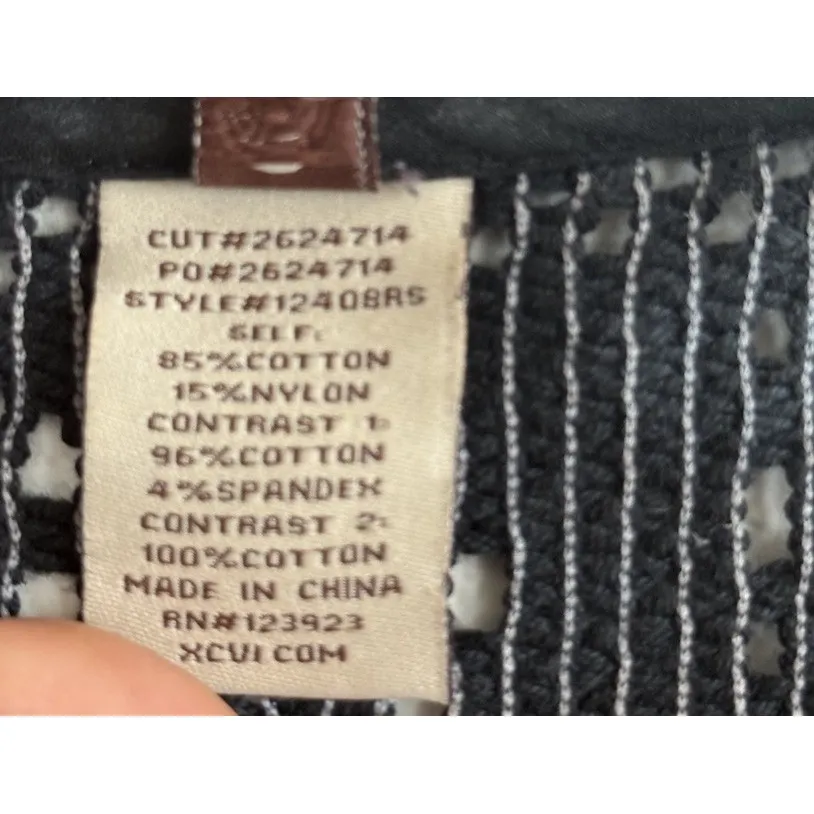 CUT#2624714
PO#2624714
STYLE#12408RS
SELF:
85%COTTON
15%NYLON
CONTRAST 1:
96%COTTON
4%SPANDEX
CONTRAST 2:
100%COTTON
MADE IN CHINA
RN#123923
XCVI.COM